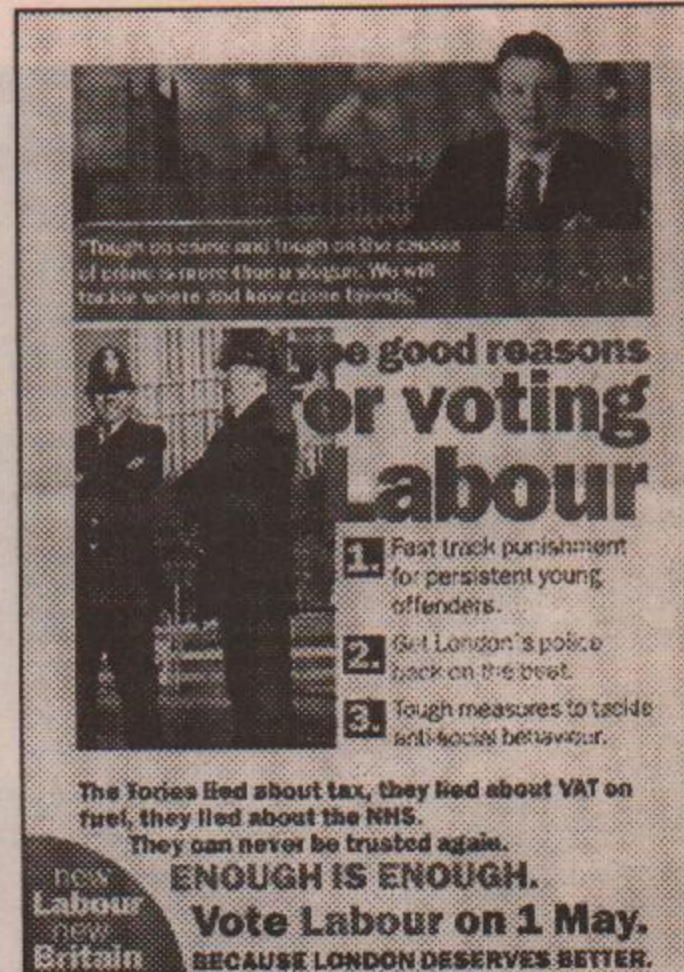 "Tough on crime and tough on the causes
of crime is more than a slogan. We will
tackle where and how crime breeds."
good reasons
for voting
Labour
1. Fast track punishment
for persistent young
offenders.
2. Get London's police
back on the beat.
3. Tough measures to tackle
anti-social behaviour.
The Tories lied about tax, they lied about VAT on
fuel, they lied about the NHS.
They can never be trusted again.
ENOUGH IS ENOUGH.
Vote Labour on 1 May.
BECAUSE LONDON DESERVES BETTER.
new
Labour
new
Britain